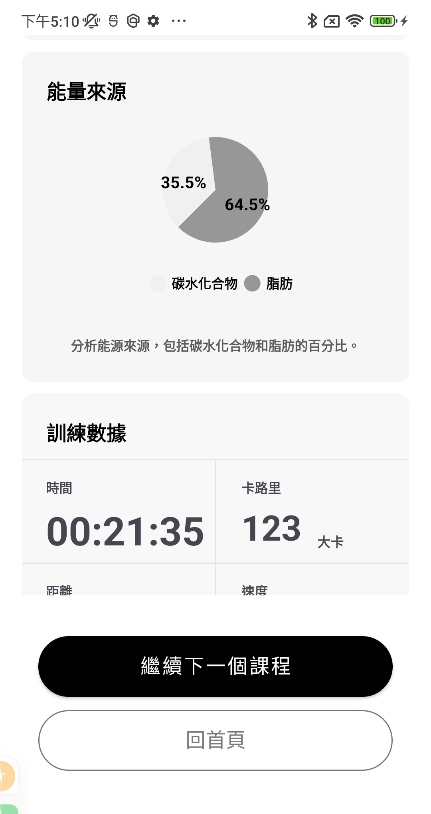 下午5:10 100
能量來源
35.5%
64.5%
碳水化合物 脂肪
分析能源來源，包括碳水化合物和脂肪的百分比。
訓練數據
時間 卡路里
00:21:35 123 大卡
距離 速度
繼續下一個課程
回首頁